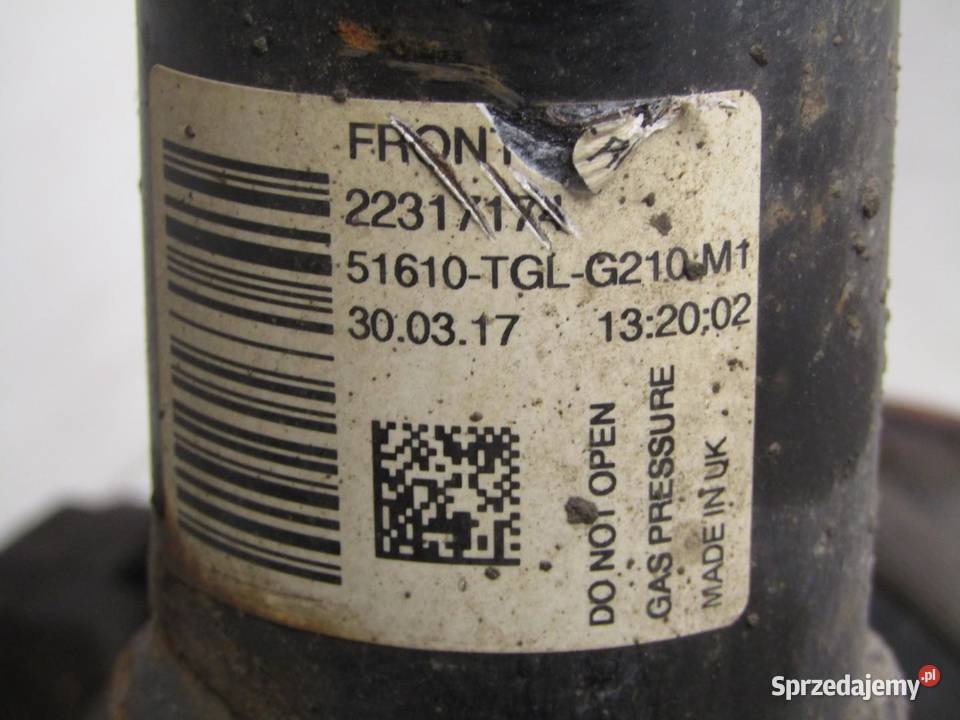 FRONT
22317174
51610-TGL-G210 M1
30.03.17 13:20:02
DO NOT OPEN
GAS PRESSURE
MADE IN UK
Sprzedajemy.pl